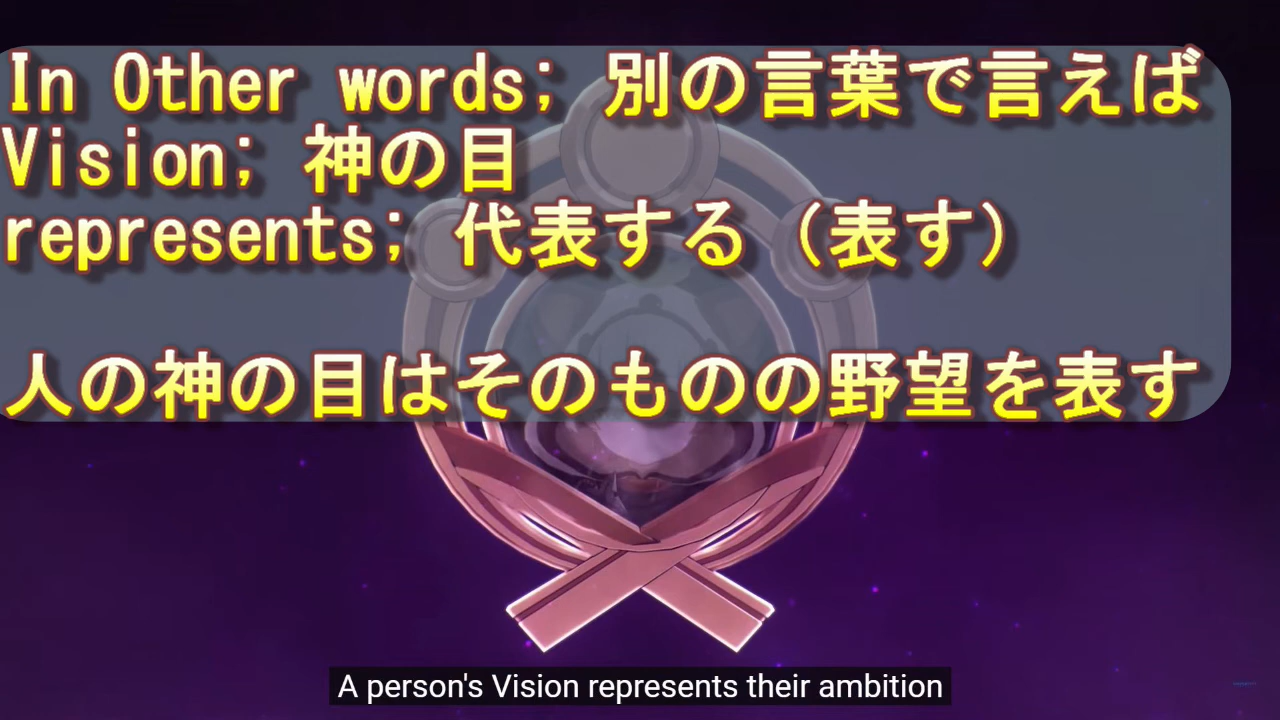 In Other words; 別の言葉で言えば
Vision; 神の目
represents; 代表する（表す）
人の神の目はそのものの野望を表す
A person's Vision represents their ambition